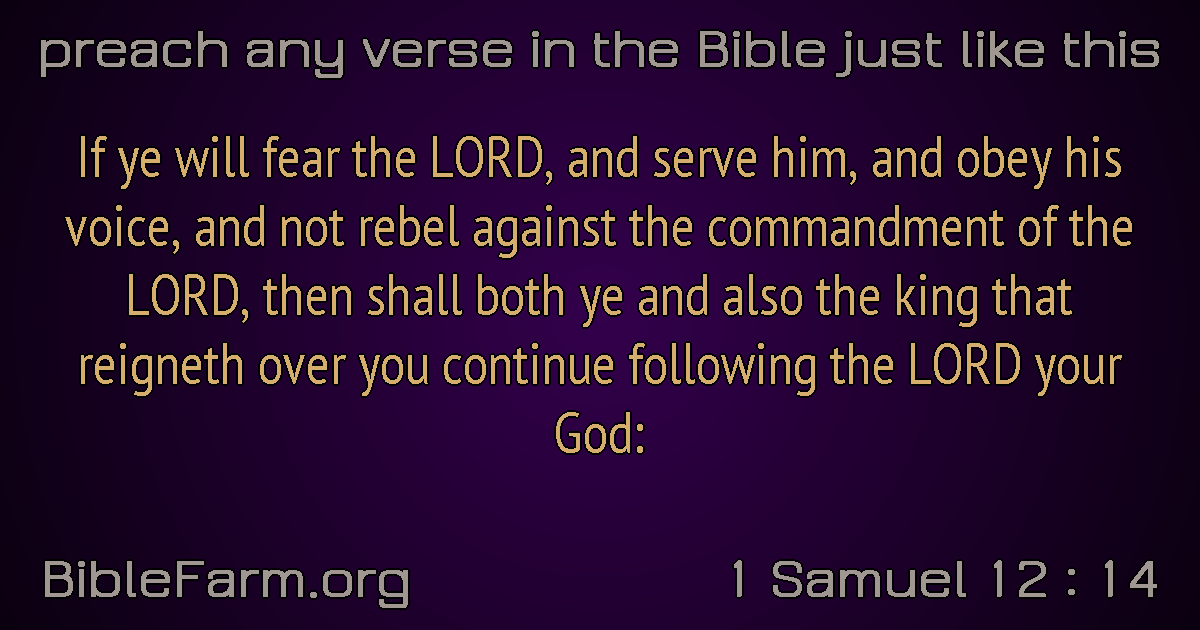 preach any verse in the Bible just like this
If ye will fear the LORD, and serve him, and obey his
voice, and not rebel against the commandment of the
LORD, then shall both ye and also the king that
reigneth over you continue following the LORD your
God:
BibleFarm.org
1 Samuel 12 : 14